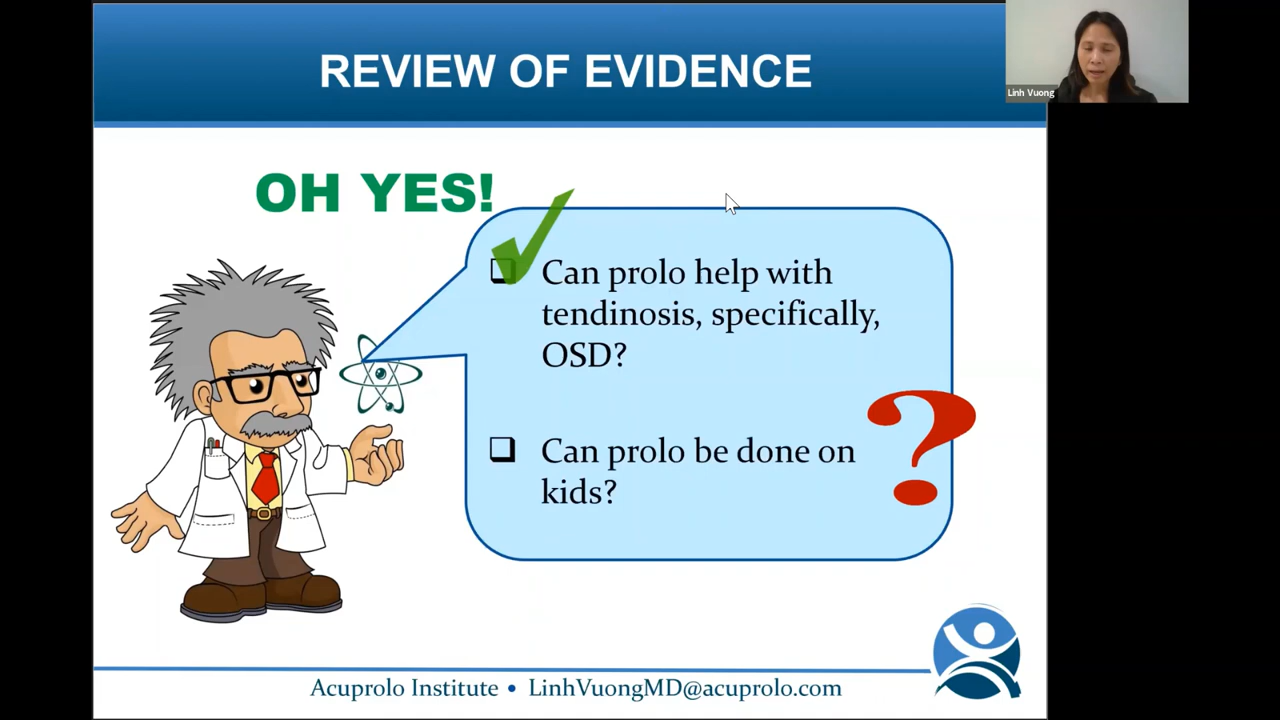 REVIEW OF EVIDENCE
Linh Vuong
OH YES!
Can prolo help with
tendinosis, specifically,
OSD?
?
Can prolo be done on
kids?
Acuprolo Institute • LinhVuongMD@acuprolo.com